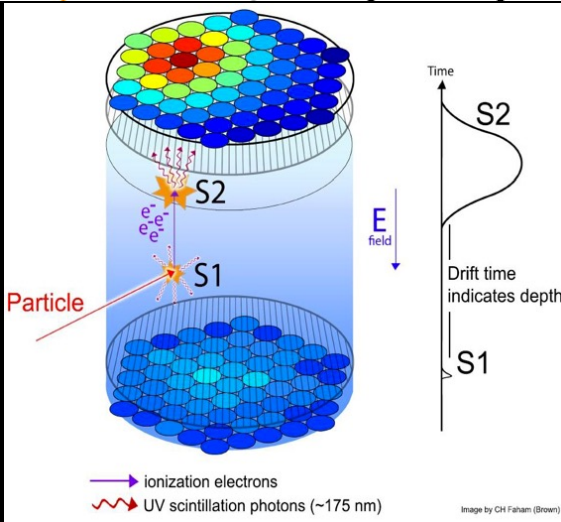 Time
S2
S2
e-
e- e-
e- e-
E
field
S1
Drift time
indicates depth
Particle
S1
ionization electrons
UV scintillation photons (~175 nm)
Image by CH Faham (Brown)